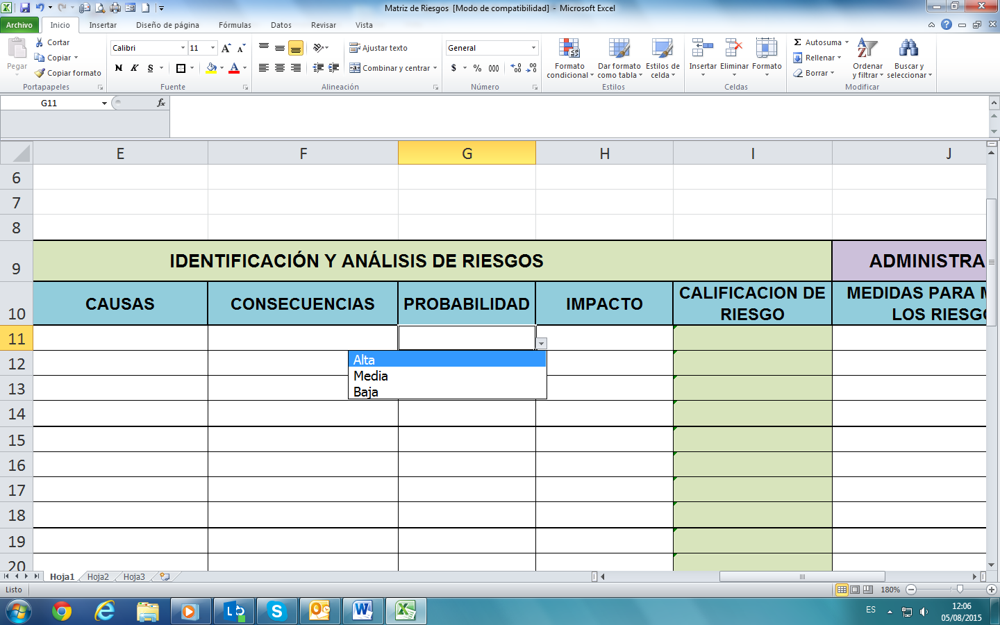 Matriz de Riesgos [Modo de compatibilidad] - Microsoft Excel
Archivo Inicio Insertar Diseño de página Fórmulas Datos Revisar Vista
Pegar
Cortar
Copiar
Copiar formato
Portapapeles
Calibri 11
N K S
Fuente
Ajustar texto
Combinar y centrar
Alineación
General
$ % 000
Número
Formato condicional
Dar formato como tabla
Estilos de celda
Estilos
Insertar Eliminar Formato
Celdas
Σ Autosuma
Rellenar
Borrar
Ordenar y filtrar
Buscar y seleccionar
Modificar
G11 fx
E F G H I J
6
7
8
9 IDENTIFICACIÓN Y ANÁLISIS DE RIESGOS ADMINISTRA
10 CAUSAS CONSECUENCIAS PROBABILIDAD IMPACTO CALIFICACION DE RIESGO MEDIDAS PARA M LOS RIESGO
11
Alta
12
Media
13
Baja
14
15
16
17
18
19
20
Hoja1 Hoja2 Hoja3
Listo 180%
ES 12:06
05/08/2015